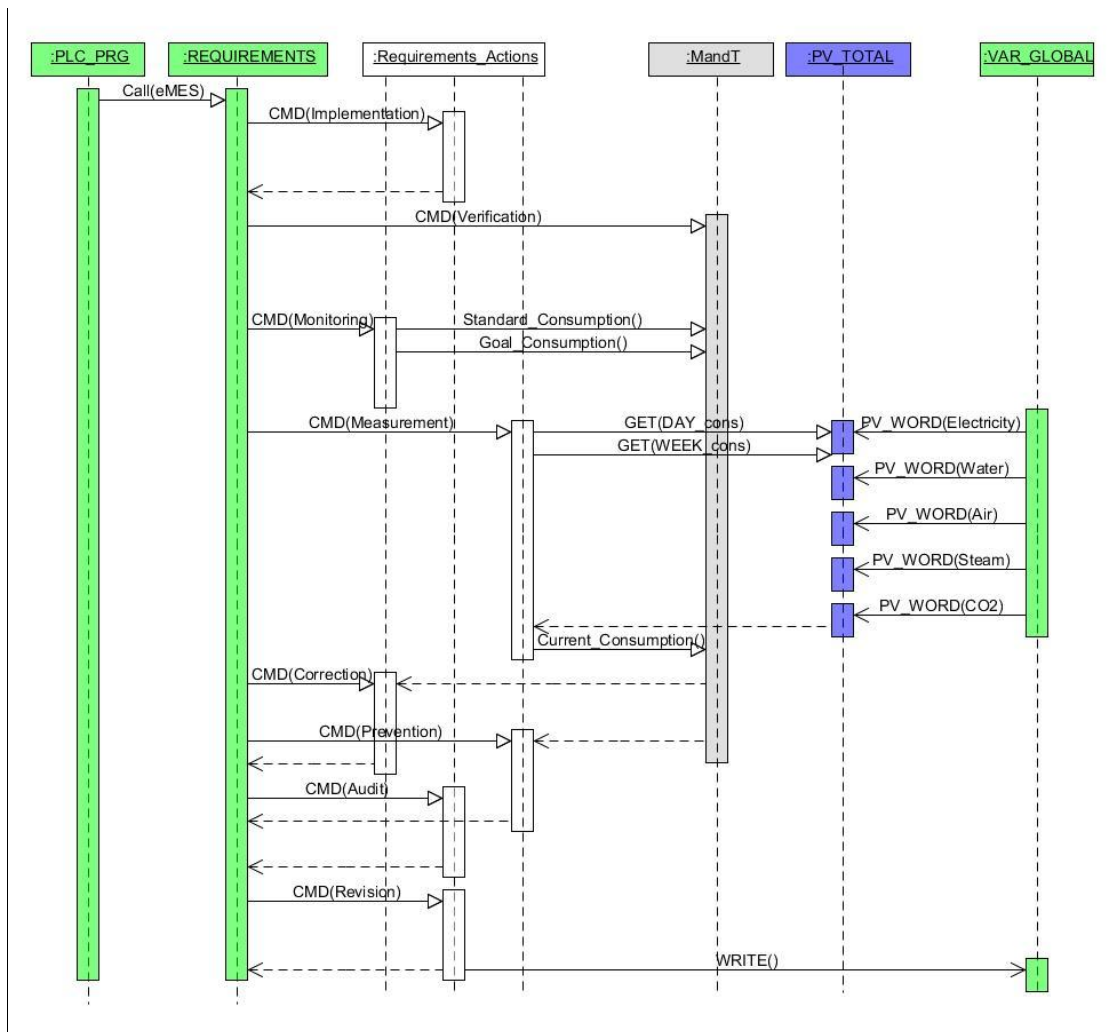 :PLC_PRG
:REQUIREMENTS
:Requirements_Actions
:MandT
:PV_TOTAL
:VAR_GLOBAL
Call(eMES)
CMD(Implementation)
CMD(Verification)
CMD(Monitoring)
Standard_Consumption()
Goal_Consumption()
CMD(Measurement)
GET(DAY_cons)
PV_WORD(Electricity)
GET(WEEK_cons)
PV_WORD(Water)
PV_WORD(Air)
PV_WORD(Steam)
PV_WORD(CO2)
Current_Consumption()
CMD(Correction)
CMD(Prevention)
CMD(Audit)
CMD(Revision)
WRITE()